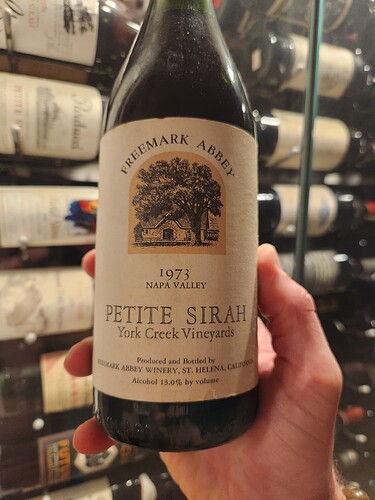 FREEMARK ABBEY
1973
NAPA VALLEY
PETITE SIRAH
York Creek Vineyards
Produced and Bottled by
EMARK ABBEY WINERY, ST. HELENA, CALIFORNIA
Alcohol 13.0% by volume